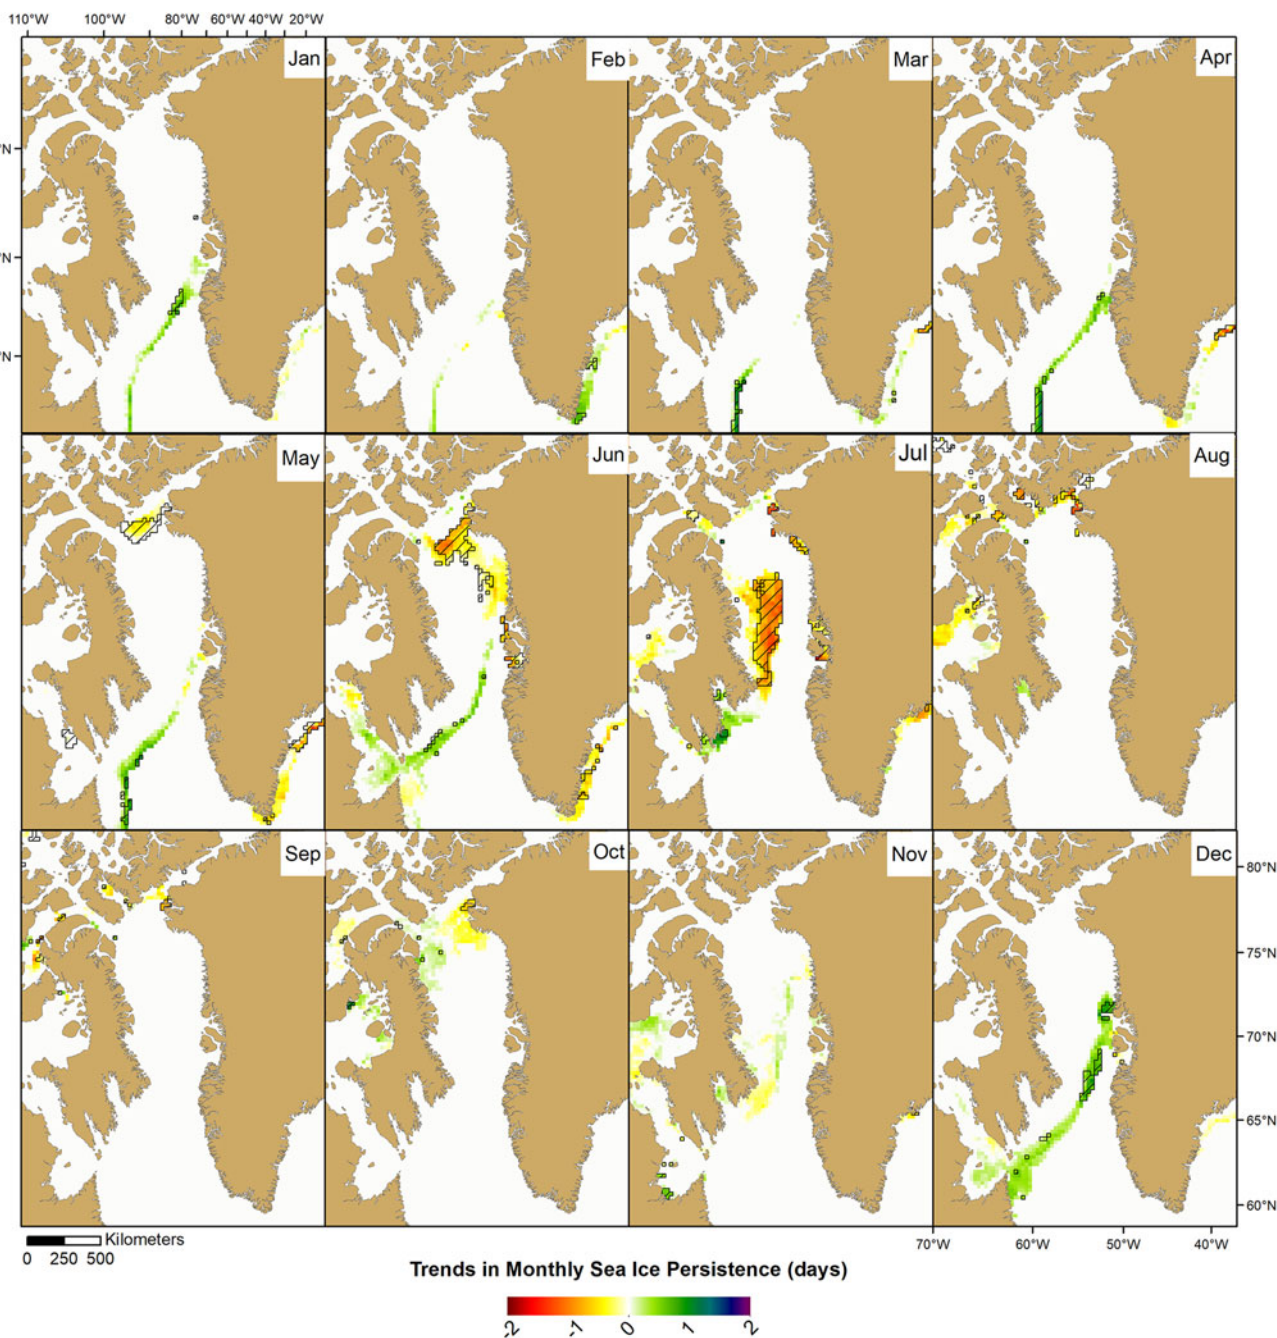 110°W 100°W 80°W 60°W 40°W 20°W
Jan
Feb
Mar
Apr
°N
°N
°N
May
Jun
Jul
Aug
Sep
Oct
Nov
Dec
80°N
75°N
70°N
65°N
60°N
Kilometers
0 250 500
70°W 60°W 50°W 40°W
Trends in Monthly Sea Ice Persistence (days)
-2 -1 0 1 2